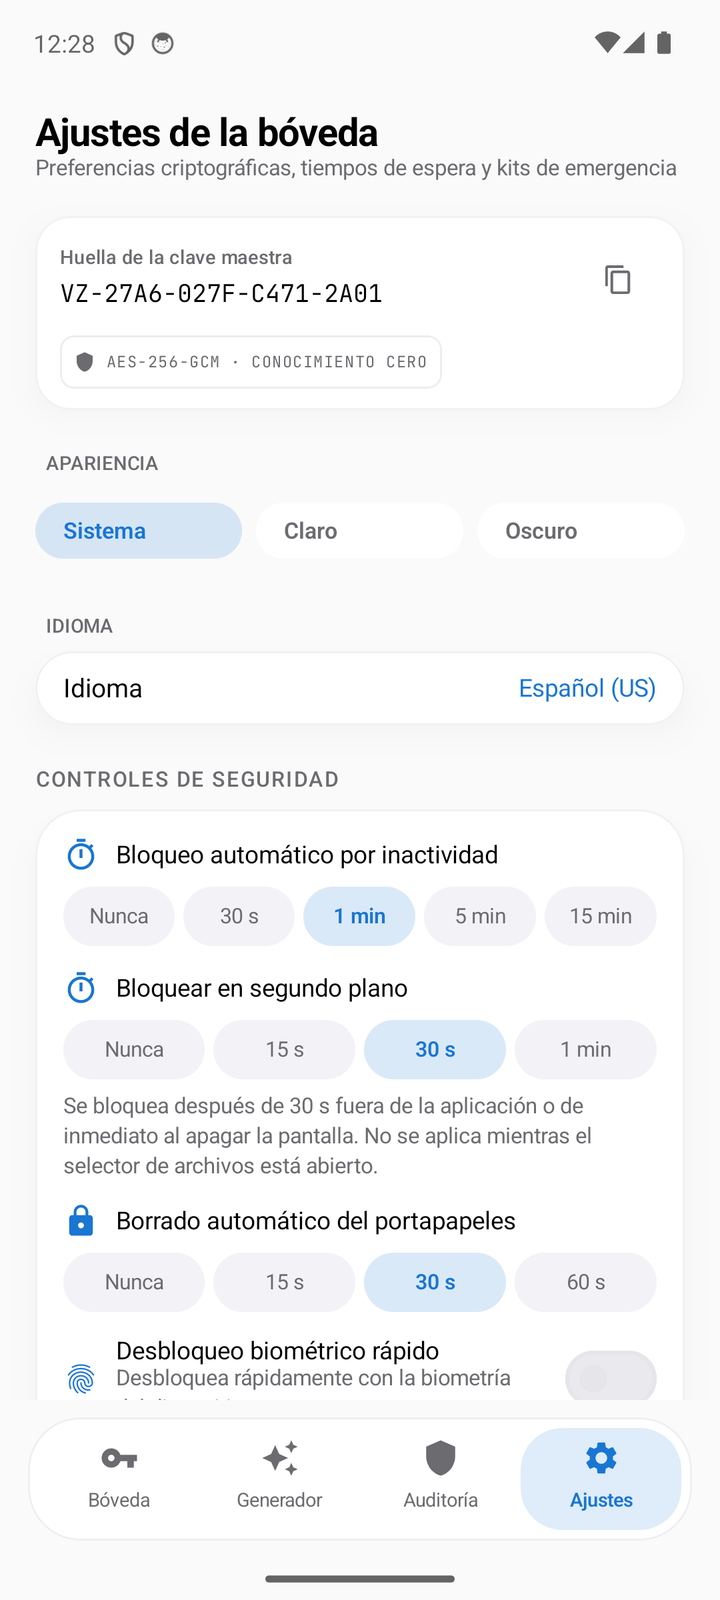 12:28
Ajustes de la bóveda
Preferencias criptográficas, tiempos de espera y kits de emergencia
Huella de la clave maestra
VZ-27A6-027F-C471-2A01
AES-256-GCM · CONOCIMIENTO CERO
APARIENCIA
Sistema Claro Oscuro
IDIOMA
Idioma Español (US)
CONTROLES DE SEGURIDAD
Bloqueo automático por inactividad
Nunca 30 s 1 min 5 min 15 min
Bloquear en segundo plano
Nunca 15 s 30 s 1 min
Se bloquea después de 30 s fuera de la aplicación o de
inmediato al apagar la pantalla. No se aplica mientras el
selector de archivos está abierto.
Borrado automático del portapapeles
Nunca 15 s 30 s 60 s
Desbloqueo biométrico rápido
Desbloquea rápidamente con la biometría
Bóveda Generador Auditoría Ajustes